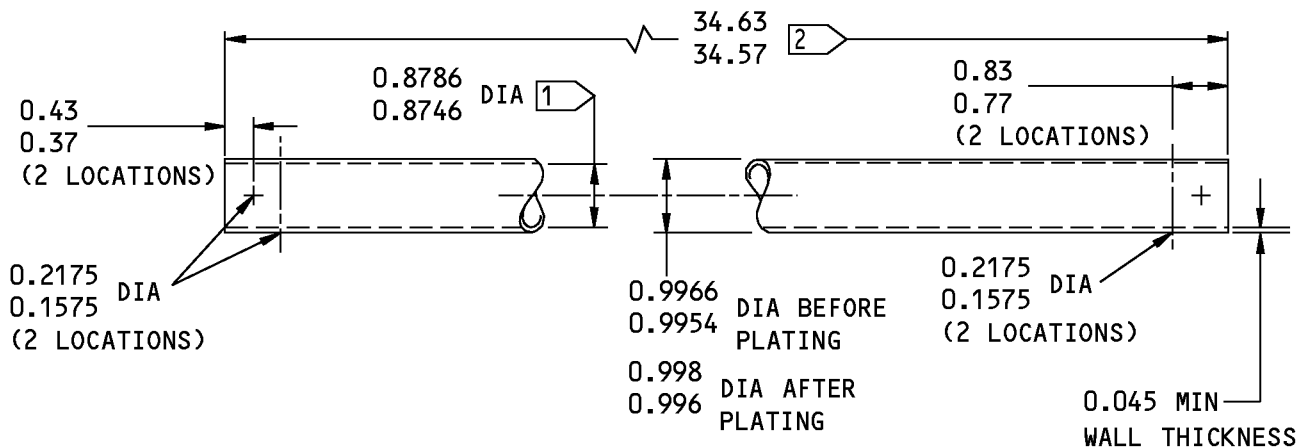 34.63
34.57
2
0.8786
0.8746
DIA
1
0.83
0.77
(2 LOCATIONS)
0.43
0.37
(2 LOCATIONS)
0.2175
0.1575
DIA
(2 LOCATIONS)
0.9966
0.9954
DIA BEFORE
PLATING
0.998
0.996
DIA AFTER
PLATING
0.2175
0.1575
DIA
(2 LOCATIONS)
0.045 MIN
WALL THICKNESS